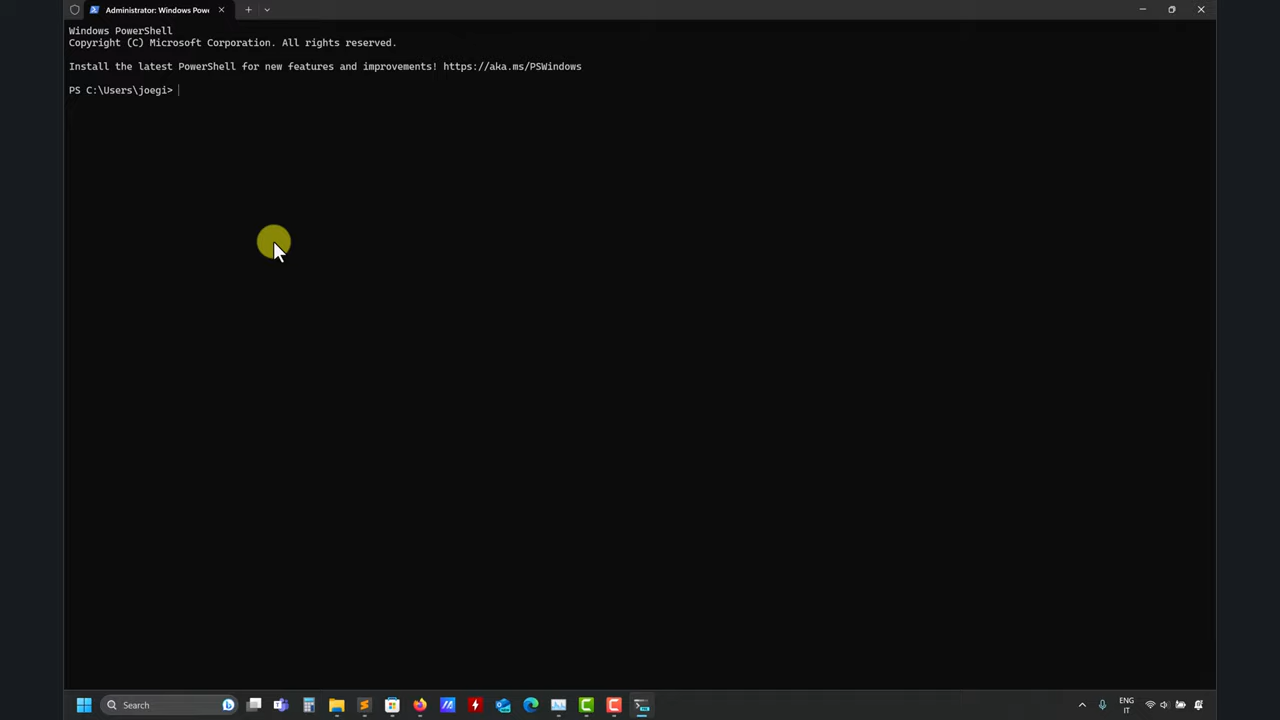 Administrator: Windows Powe
Windows PowerShell
Copyright (C) Microsoft Corporation. All rights reserved.
Install the latest PowerShell for new features and improvements! https://aka.ms/PSWindows
PS C:\Users\joegi>
Search
ENG
IT